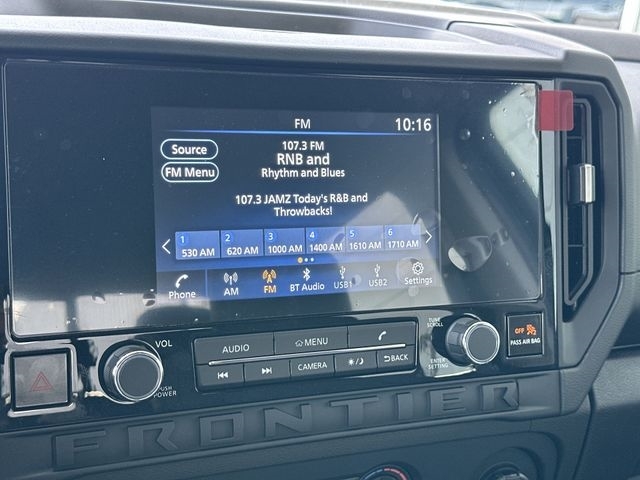 FM
10:16
Source
107.3 FM
RNB and
FM Menu
Rhythm and Blues
107.3 JAMZ Today's R&B and
Throwbacks!
1 2 3 4 5 6
530 AM 620 AM 1000 AM 1400 AM 1610 AM 1710 AM
Phone AM FM BT Audio USB1 USB2 Settings
VOL
AUDIO
MENU
TUNE
SCROLL
OFF
PASS AIR BAG
CAMERA
BACK
PUSH
POWER
ENTER
SETTING
FRONTIER